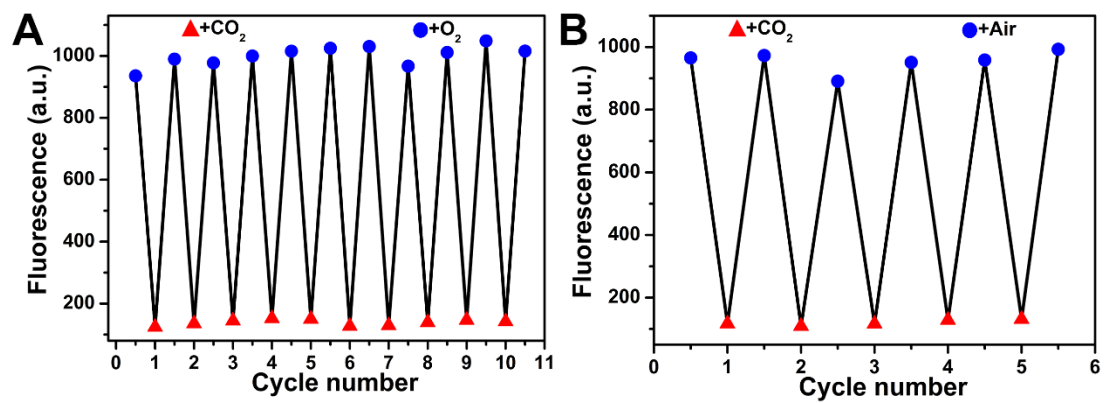 A
+CO2
+O2
1000
800
600
400
200
Fluorescence (a.u.)
0 1 2 3 4 5 6 7 8 9 10 11
Cycle number
B
+CO2
+Air
1000
800
600
400
200
Fluorescence (a.u.)
0 1 2 3 4 5 6
Cycle number